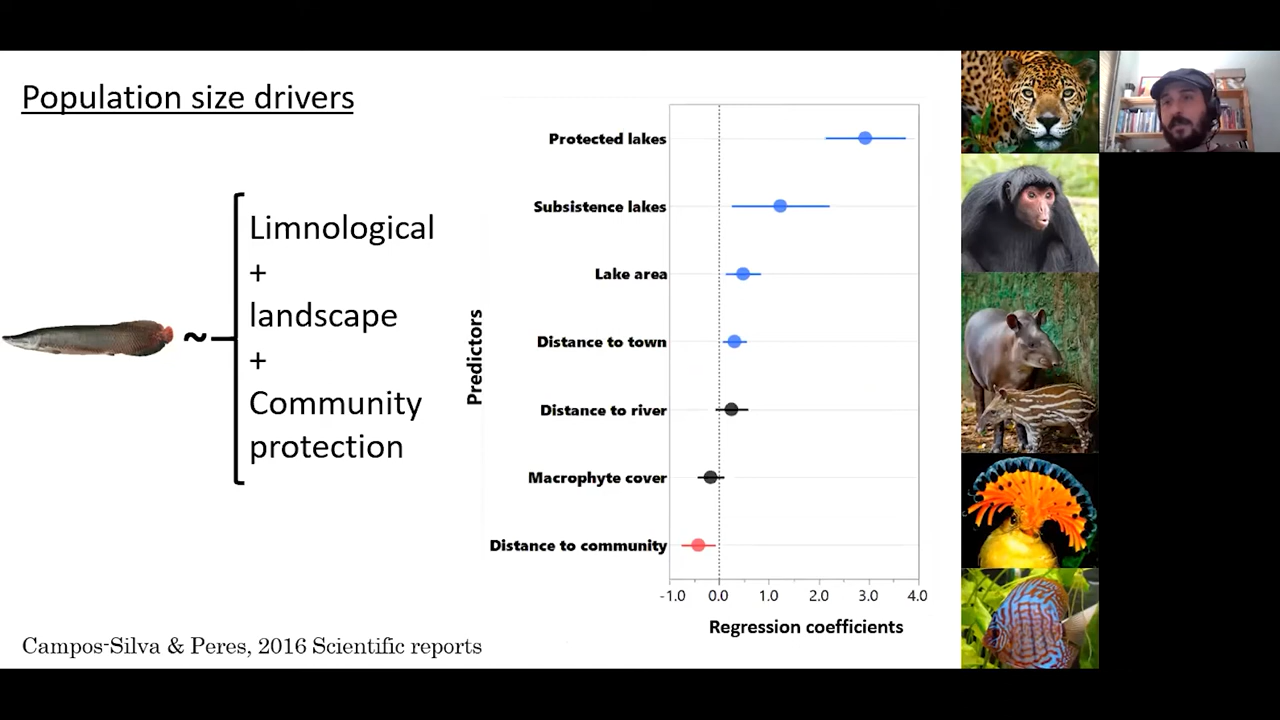 Population size drivers
~
Limnological
+
landscape
+
Community
protection
Predictors
Protected lakes
Subsistence lakes
Lake area
Distance to town
Distance to river
Macrophyte cover
Distance to community
-1.0 0.0 1.0 2.0 3.0 4.0
Regression coefficients
Campos-Silva & Peres, 2016 Scientific reports